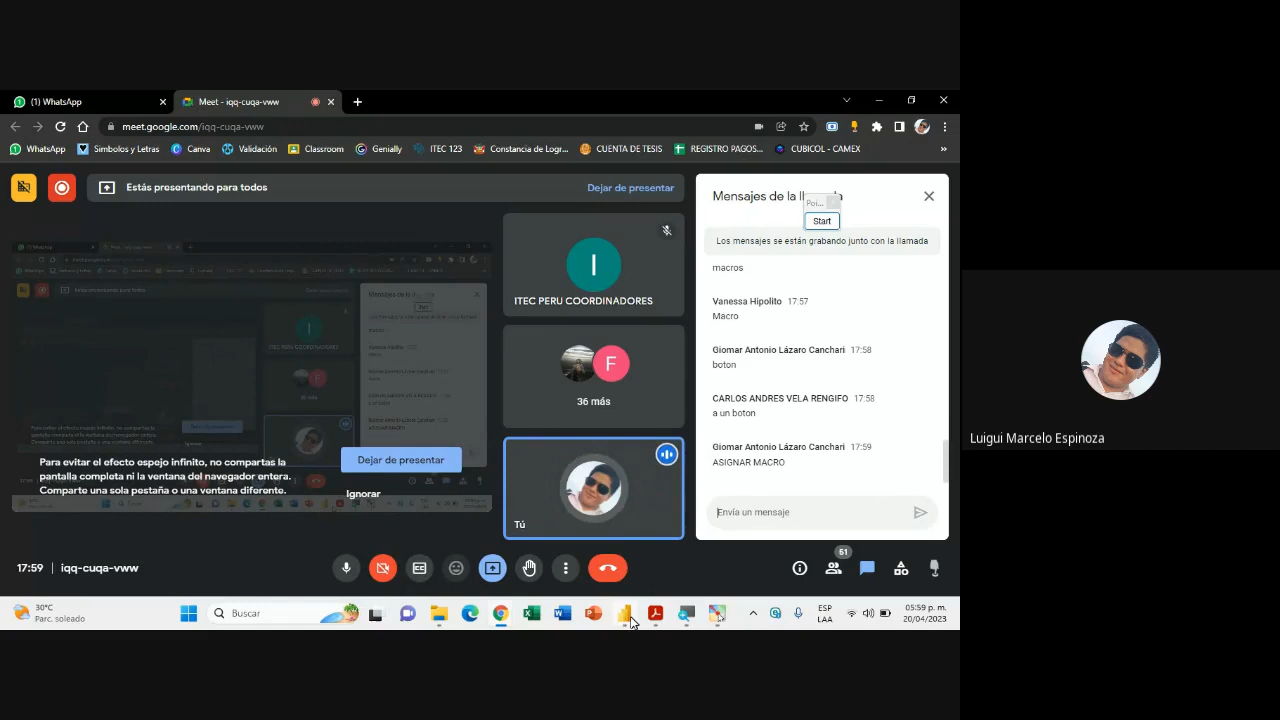 (1) WhatsApp
Meet - iqq-cuqa-vww
meet.google.com/iqq-cuqa-vww
WhatsApp
Simbolos y Letras
Canva
Validación
Classroom
Genially
ITEC 123
Constancia de Logr...
CUENTA DE TESIS
REGISTRO PAGOS...
CUBICOL - CAMEX
»
Estás presentando para todos
Dejar de presentar
Mensajes de la
Poi...
Start
Los mensajes se están grabando junto con la llamada
macros
Vanessa Hipolito 17:57
Macro
Giomar Antonio Lázaro Canchari 17:58
boton
CARLOS ANDRES VELA RENGIFO 17:58
a un boton
Giomar Antonio Lázaro Canchari 17:59
ASIGNAR MACRO
Envía un mensaje
I
ITEC PERU COORDINADORES
F
36 más
Tú
Para evitar el efecto espejo infinito, no compartas la
pantalla completa ni la ventana del navegador entera.
Comparte una sola pestaña o una ventana diferente.
Dejar de presentar
Ignorar
17:59 | iqq-cuqa-vww
51
30°C
Parc. soleado
Buscar
ESP
LAA
05:59 p. m.
20/04/2023
Luigui Marcelo Espinoza